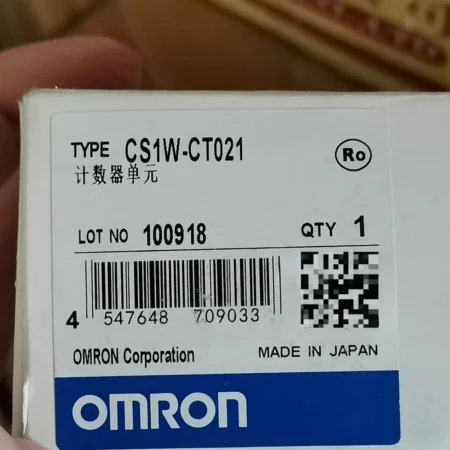 TYPE CS1W-CT021
计数器单元
Ro
LOT NO 100918 QTY 1
4 547648 709033
OMRON Corporation MADE IN JAPAN
OMRON